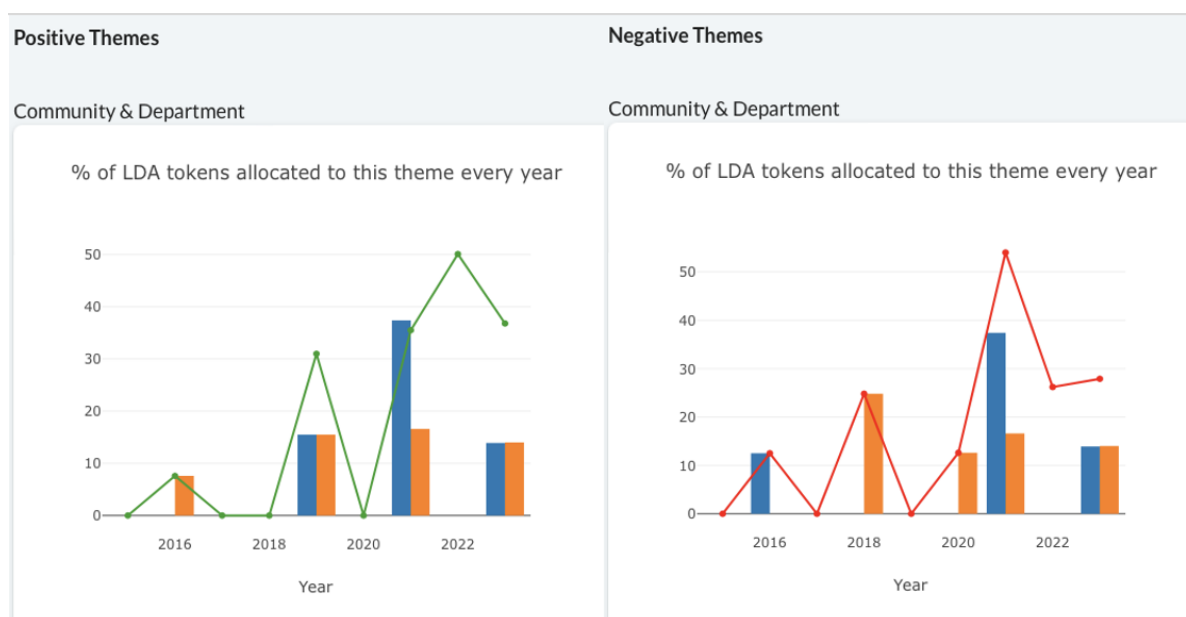 Positive Themes
Community & Department
% of LDA tokens allocated to this theme every year
50
40
30
20
10
0
2016 2018 2020 2022
Year
Negative Themes
Community & Department
% of LDA tokens allocated to this theme every year
50
40
30
20
10
0
2016 2018 2020 2022
Year